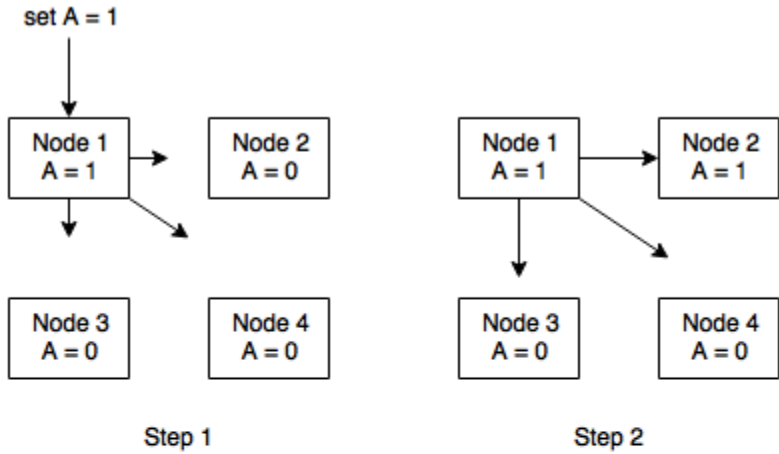 set A = 1
Node 1
A = 1
Node 2
A = 0
Node 3
A = 0
Node 4
A = 0
Step 1
Node 1
A = 1
Node 2
A = 1
Node 3
A = 0
Node 4
A = 0
Step 2